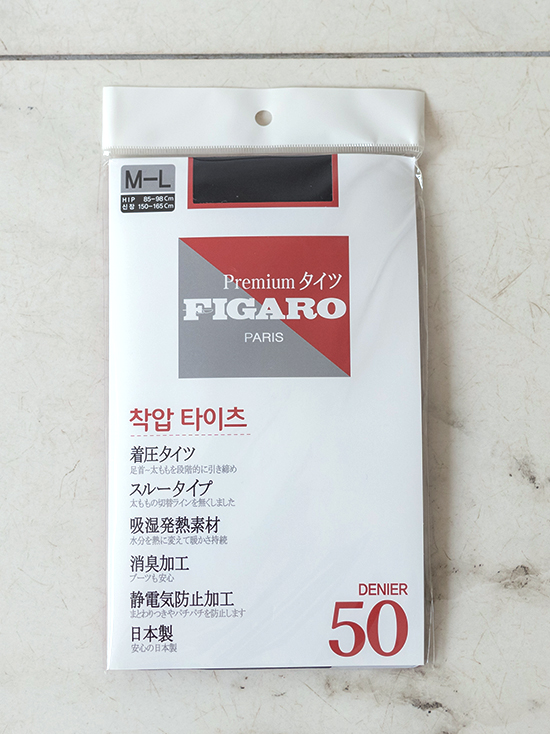 M-L
HIP 85-98Cm
신장 150-165Cm
Premium タイツ
FIGARO
PARIS
착압 타이츠
着圧タイツ
足首−太ももを段階的に引き締め
スルータイプ
太ももの切替ラインを無くしました
吸湿発熱素材
水分を熱に変えて暖かさ持続
消臭加工
ブーツも安心
静電気防止加工
まとわりつきやパチパチを防止します
日本製
安心の日本製
DENIER
50